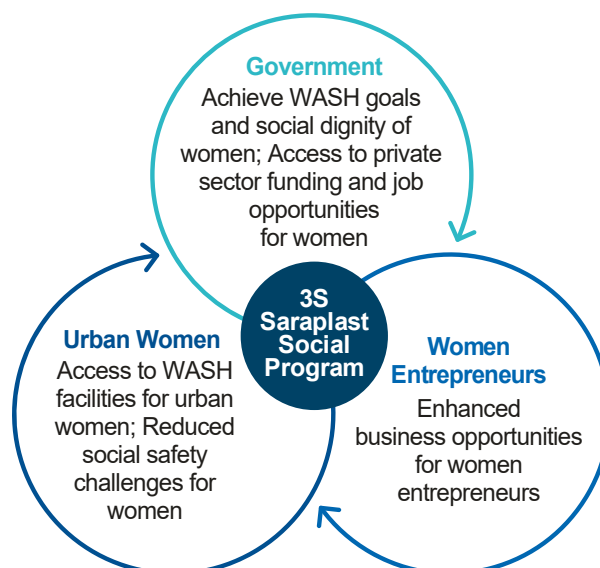 Government
Achieve WASH goals
and social dignity of
women; Access to private
sector funding and job
opportunities
for women
3S
Saraplast
Social
Program
Urban Women
Access to WASH
facilities for urban
women; Reduced
social safety
challenges for
women
Women
Entrepreneurs
Enhanced
business opportunities
for women
entrepreneurs